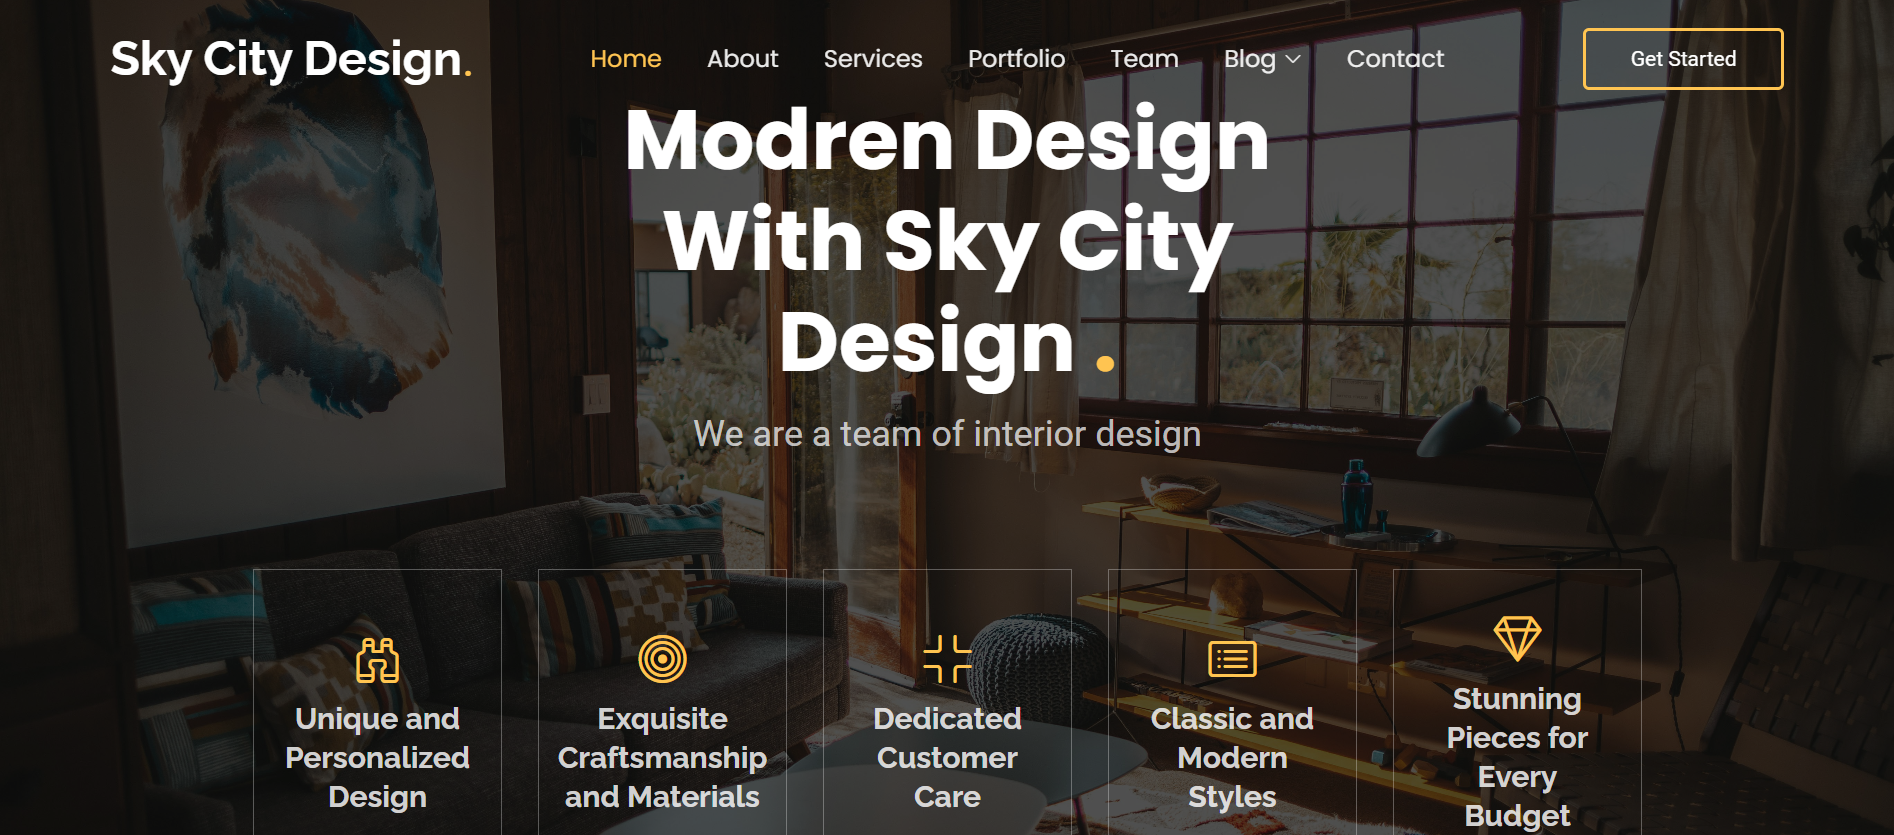 Sky City Design.
Home About Services Portfolio Team Blog Contact
Get Started
Modren Design
With Sky City
Design .
We are a team of interior design
Unique and
Personalized
Design
Exquisite
Craftsmanship
and Materials
Dedicated
Customer
Care
Classic and
Modern
Styles
Stunning
Pieces for
Every
Budget